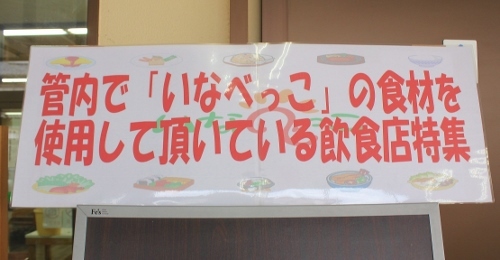 管内で「いなべっこ」の食材を
使用して頂いている飲食店特集